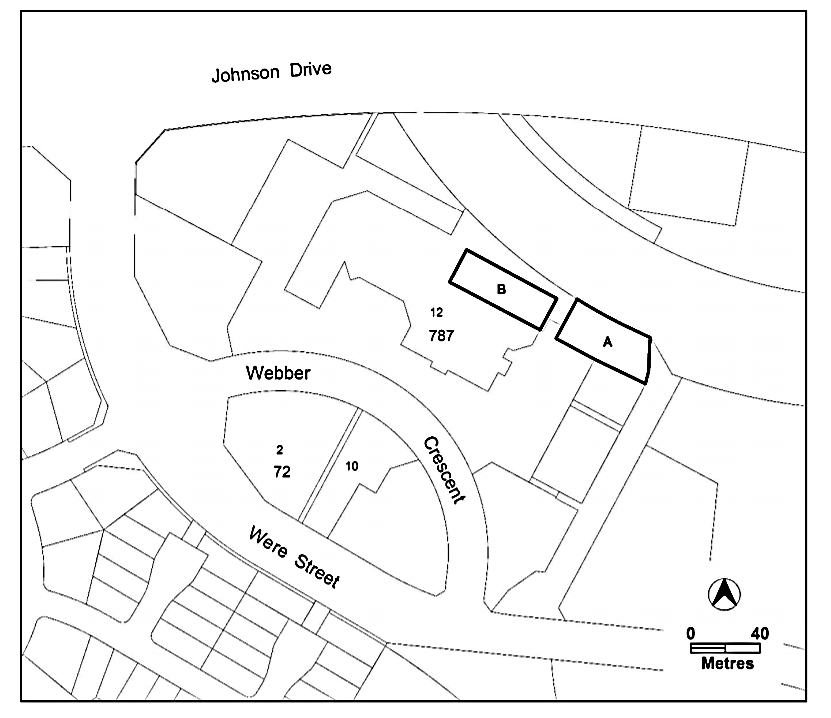 Johnson Drive
B
12
787
A
Webber
Crescent
2
72
10
Were Street
0 40
Metres